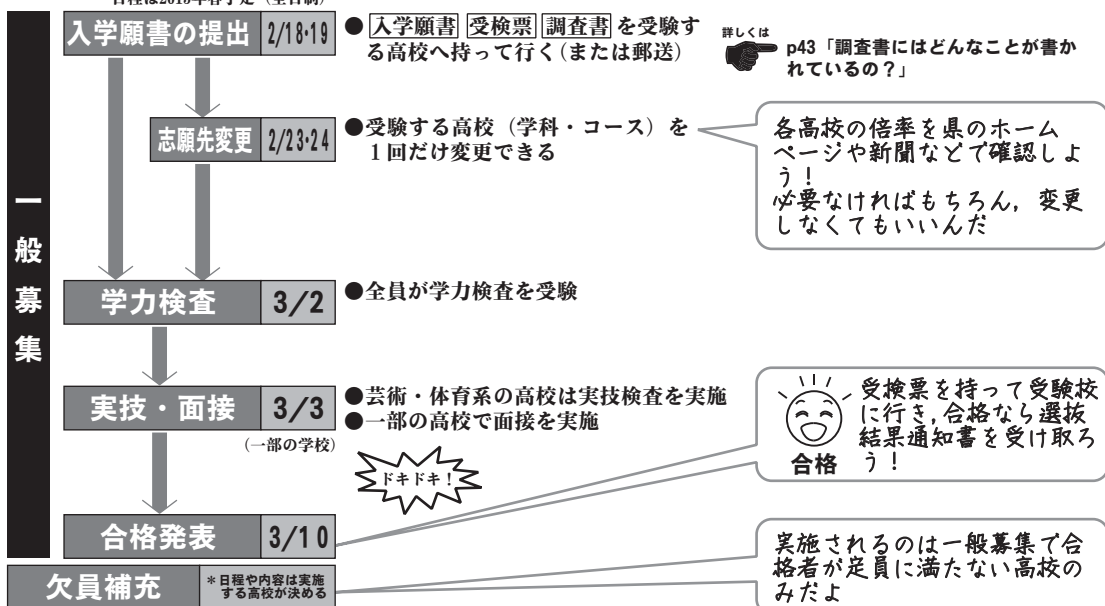 入学願書の提出 2/18・19
●入学願書 受検票 調査書を受験す
る高校へ持って行く(または郵送)
詳しくは
p43「調査書にはどんなことが書か
れているの？」
志願先変更 2/23・24
●受験する高校（学科・コース）を
１回だけ変更できる
各高校の倍率を県のホーム
ページや新聞などで確認しよ
う！
必要なければもちろん，変更
しなくてもいいんだ
一般募集
学力検査 3/2
●全員が学力検査を受験
実技・面接 3/3
(一部の学校)
●芸術・体育系の高校は実技検査を実施
●一部の高校で面接を実施
ドキドキ！
合格
受検票を持って受験校
に行き,合格なら選抜
結果通知書を受け取ろ
う！
合格発表 3/10
欠員補充
＊日程や内容は実施
する高校が決める
実施されるのは一般募集で合
格者が定員に満たない高校の
みだよ